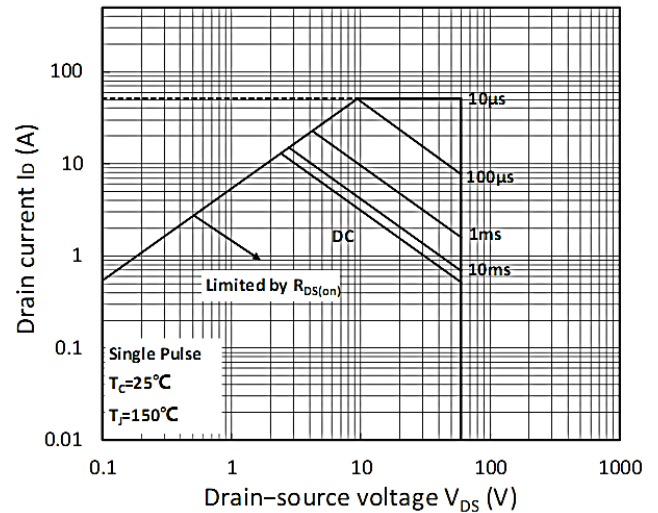 Drain current ID (A)
100
10
1
0.1
0.01
10µs
100µs
1ms
10ms
DC
Limited by RDS(on)
Single Pulse
TC=25℃
TJ=150℃
0.1
1
10
100
1000
Drain−source voltage VDS (V)